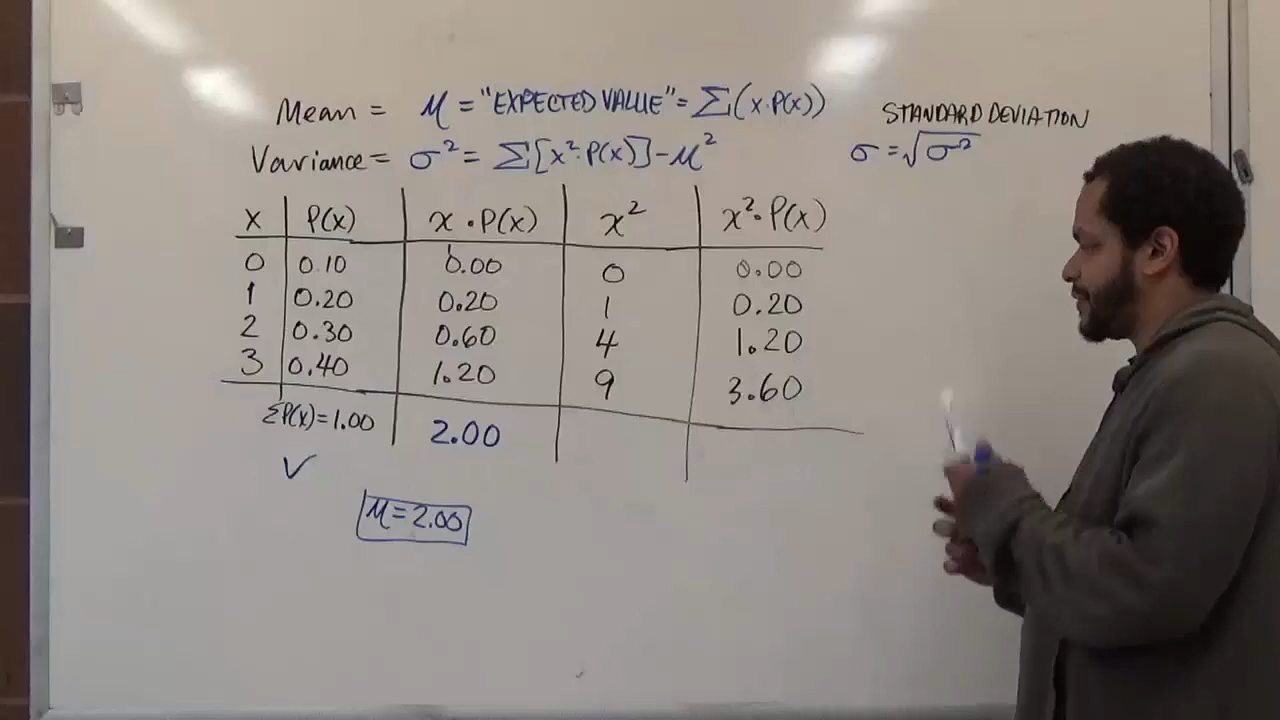 Mean = μ = "EXPECTED VALUE" = Σ(x·P(x))
STANDARD DEVIATION
Variance = σ² = Σ[x²·P(x)] - μ²
σ = √σ²
x P(x) x·P(x) x² x²·P(x)
0 0.10 0.00 0 0.00
1 0.20 0.20 1 0.20
2 0.30 0.60 4 1.20
3 0.40 1.20 9 3.60
ΣP(x) = 1.00 2.00
✓
μ = 2.00